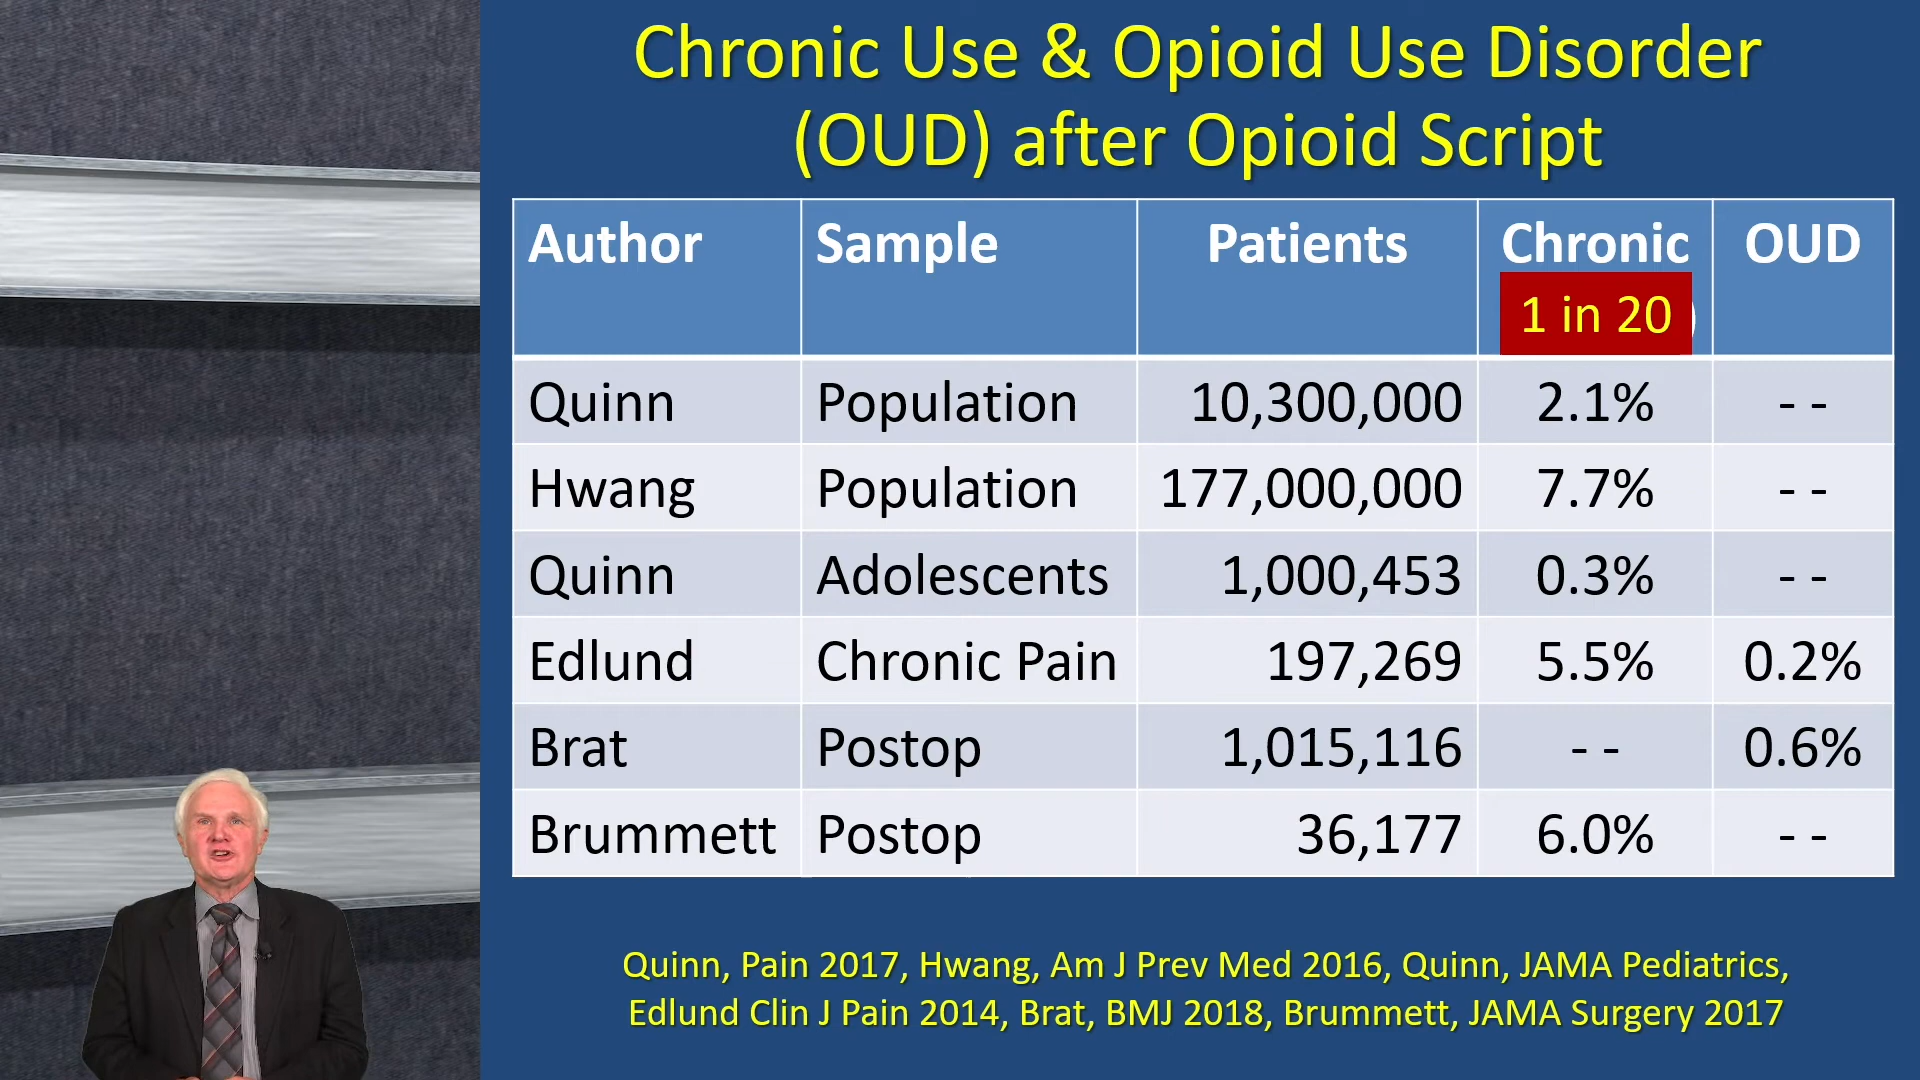 Chronic Use & Opioid Use Disorder
(OUD) after Opioid Script
Author Sample Patients Chronic OUD
1 in 20 )
Quinn Population 10,300,000 2.1% - -
Hwang Population 177,000,000 7.7% - -
Quinn Adolescents 1,000,453 0.3% - -
Edlund Chronic Pain 197,269 5.5% 0.2%
Brat Postop 1,015,116 - - 0.6%
Brummett Postop 36,177 6.0% - -
Quinn, Pain 2017, Hwang, Am J Prev Med 2016, Quinn, JAMA Pediatrics,
Edlund Clin J Pain 2014, Brat, BMJ 2018, Brummett, JAMA Surgery 2017